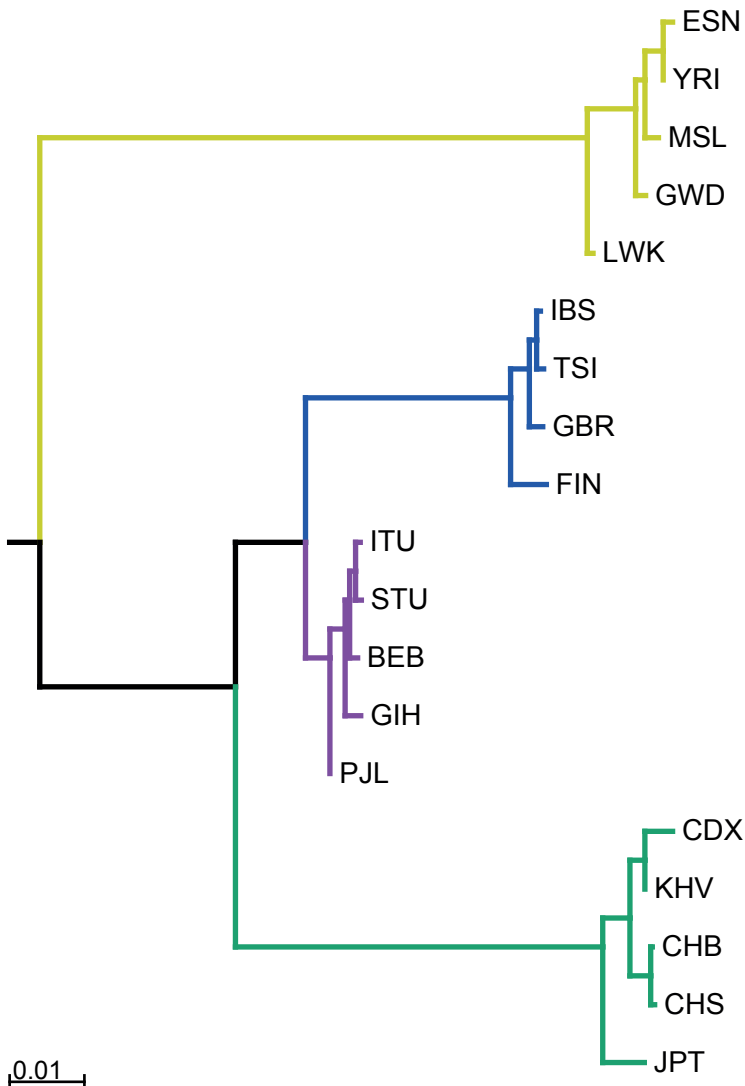 ESN
YRI
MSL
GWD
LWK
IBS
TSI
GBR
FIN
ITU
STU
BEB
GIH
PJL
CDX
KHV
CHB
CHS
JPT
0.01